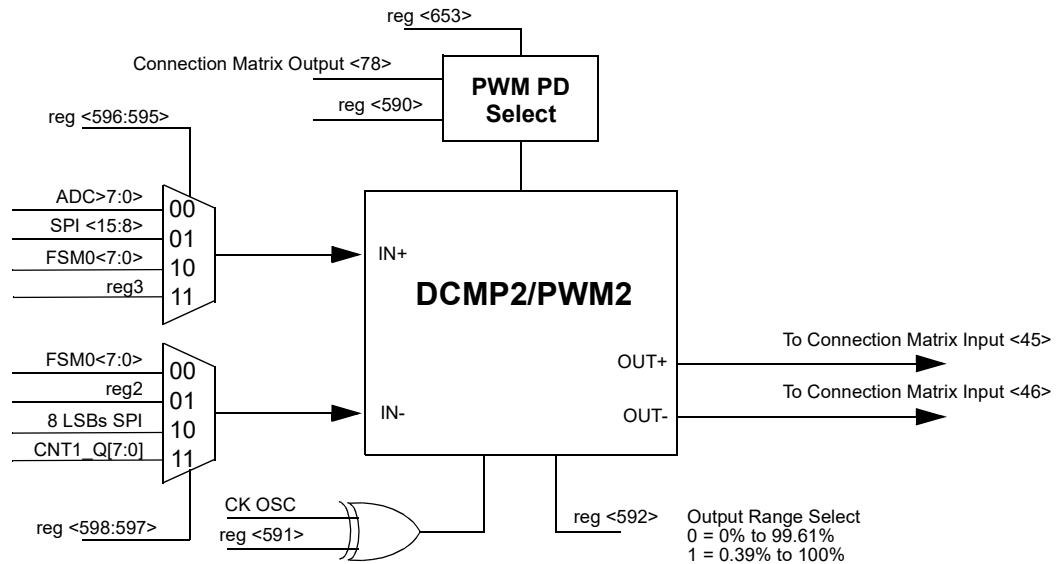 reg <653>
Connection Matrix Output <78>
PWM PD
Select
reg <590>
reg <596:595>
ADC>7:0>
00
SPI <15:8>
01
FSM0<7:0>
10
reg3
11
IN+
DCMP2/PWM2
FSM0<7:0>
00
reg2
01
8 LSBs SPI
10
CNT1_Q[7:0]
11
IN-
OUT+
To Connection Matrix Input <45>
OUT-
To Connection Matrix Input <46>
reg <598:597>
CK OSC
reg <591>
reg <592>
Output Range Select
0 = 0% to 99.61%
1 = 0.39% to 100%